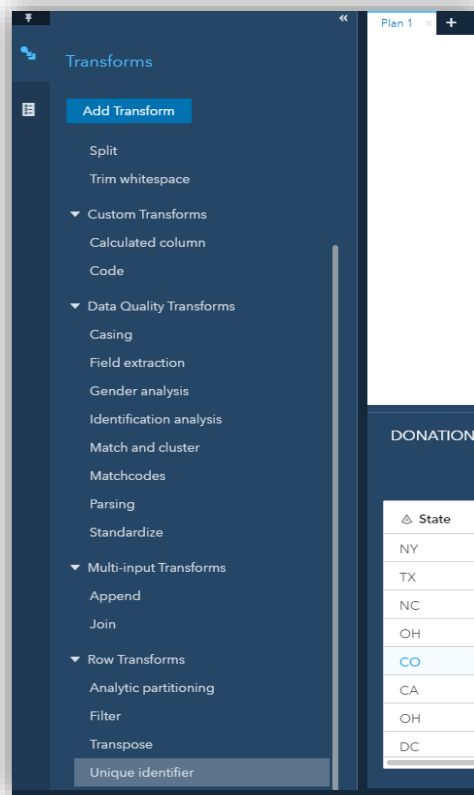 Plan 1
Transforms
Add Transform
Split
Trim whitespace
Custom Transforms
Calculated column
Code
Data Quality Transforms
Casing
Field extraction
Gender analysis
Identification analysis
Match and cluster
Matchcodes
Parsing
Standardize
Multi-input Transforms
Append
Join
Row Transforms
Analytic partitioning
Filter
Transpose
Unique identifier
DONATION
State
NY
TX
NC
OH
CO
CA
OH
DC